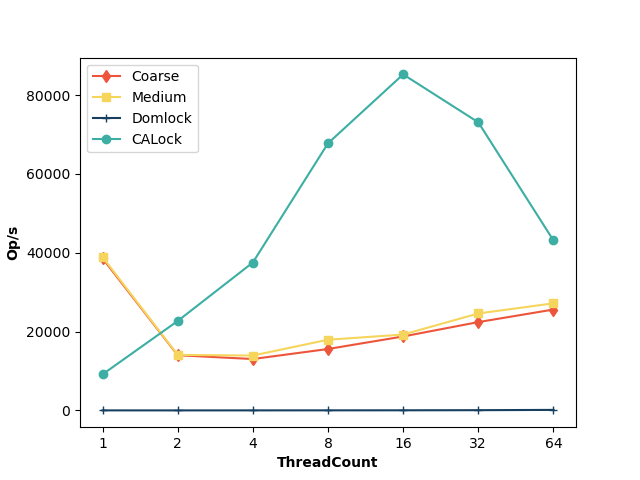 Coarse
Medium
Domlock
CALock
80000
60000
40000
20000
0
Op/s
1 2 4 8 16 32 64
ThreadCount